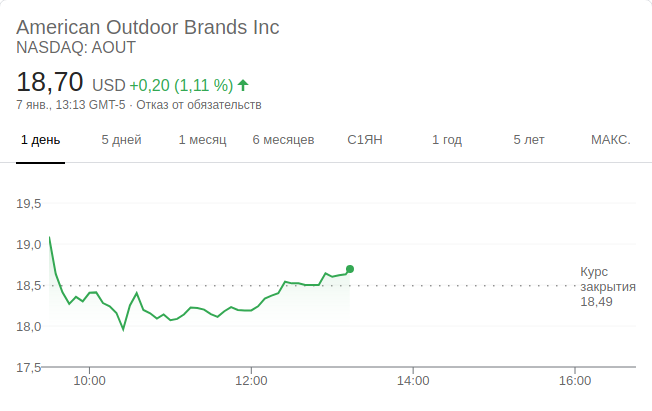 American Outdoor Brands Inc
NASDAQ: AOUT
18,70 USD +0,20 (1,11 %)
7 янв., 13:13 GMT-5 · Отказ от обязательств
1 день 5 дней 1 месяц 6 месяцев С1ЯН 1 год 5 лет МАКС.
19,5
19,0
18,5
18,0
17,5
Курс
закрытия
18,49
10:00 12:00 14:00 16:00